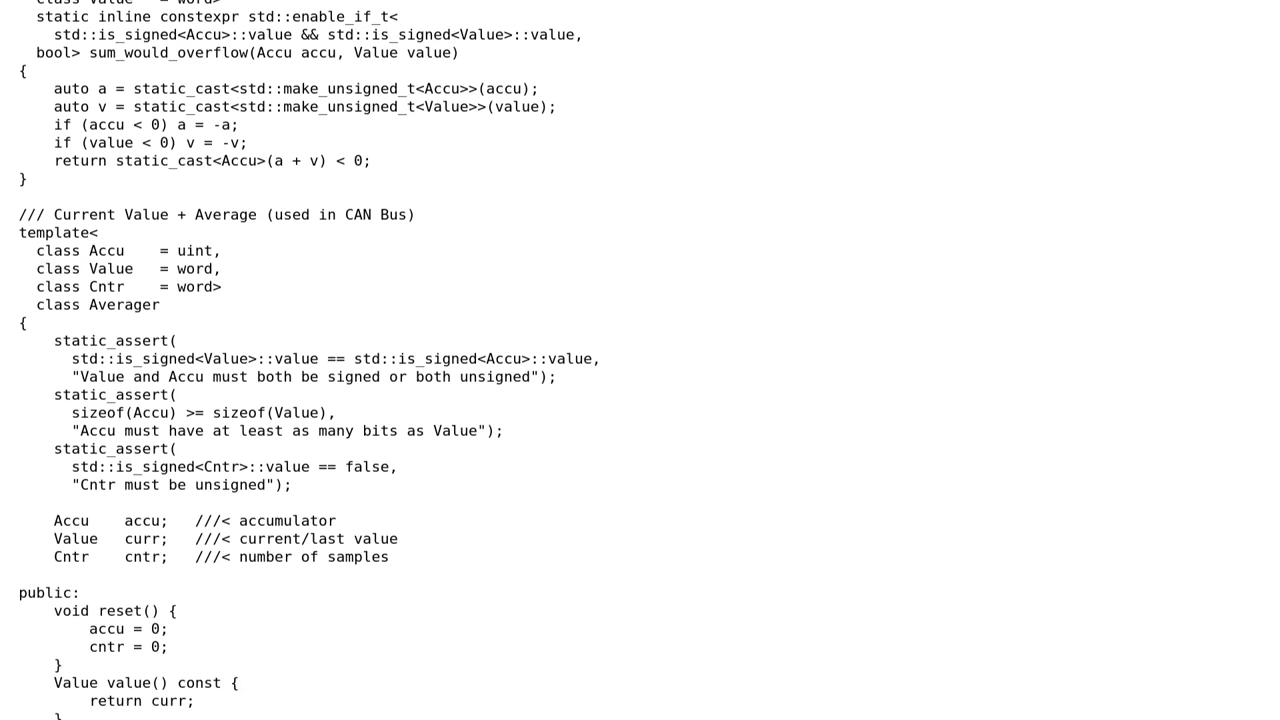 class Value   = word>
  static inline constexpr std::enable_if_t<
    std::is_signed<Accu>::value && std::is_signed<Value>::value,
  bool> sum_would_overflow(Accu accu, Value value)
{
    auto a = static_cast<std::make_unsigned_t<Accu>>(accu);
    auto v = static_cast<std::make_unsigned_t<Value>>(value);
    if (accu < 0) a = -a;
    if (value < 0) v = -v;
    return static_cast<Accu>(a + v) < 0;
}
/// Current Value + Average (used in CAN Bus)
template<
  class Accu    = uint,
  class Value   = word,
  class Cntr    = word>
  class Averager
{
    static_assert(
      std::is_signed<Value>::value == std::is_signed<Accu>::value,
      "Value and Accu must both be signed or both unsigned");
    static_assert(
      sizeof(Accu) >= sizeof(Value),
      "Accu must have at least as many bits as Value");
    static_assert(
      std::is_signed<Cntr>::value == false,
      "Cntr must be unsigned");
    Accu    accu;   ///< accumulator
    Value   curr;   ///< current/last value
    Cntr    cntr;   ///< number of samples
public:
    void reset() {
        accu = 0;
        cntr = 0;
    }
    Value value() const {
        return curr;
    }